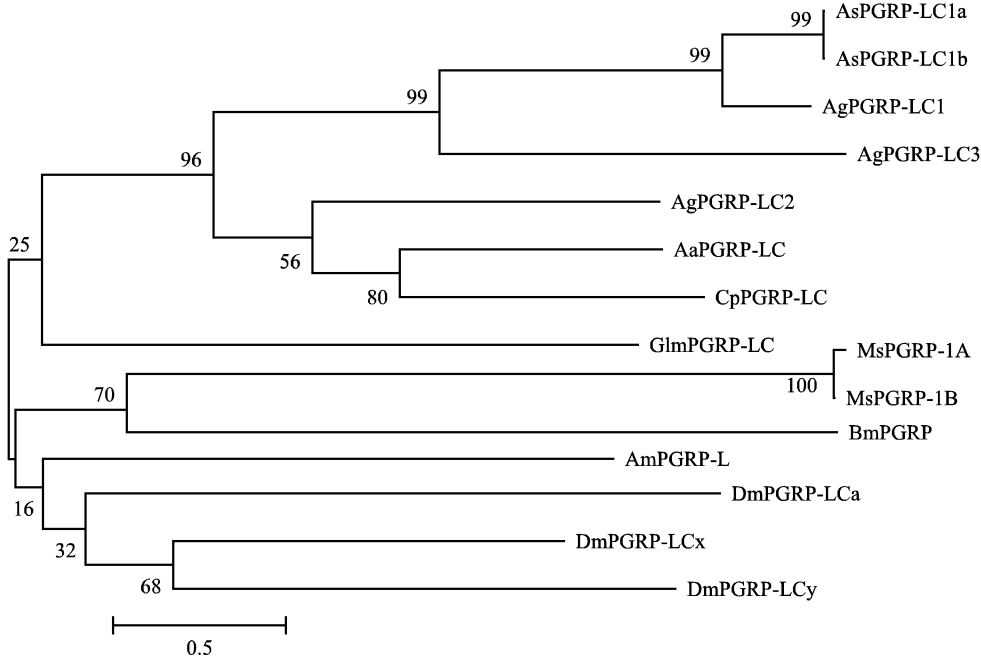 AsPGRP-LC1a
99
AsPGRP-LC1b
99
99
AgPGRP-LC1
96
AgPGRP-LC3
AgPGRP-LC2
25
AaPGRP-LC
56
80
CpPGRP-LC
GlmPGRP-LC
MsPGRP-1A
100
70
MsPGRP-1B
BmPGRP
AmPGRP-L
DmPGRP-LCa
16
DmPGRP-LCx
32
68
DmPGRP-LCy
0.5